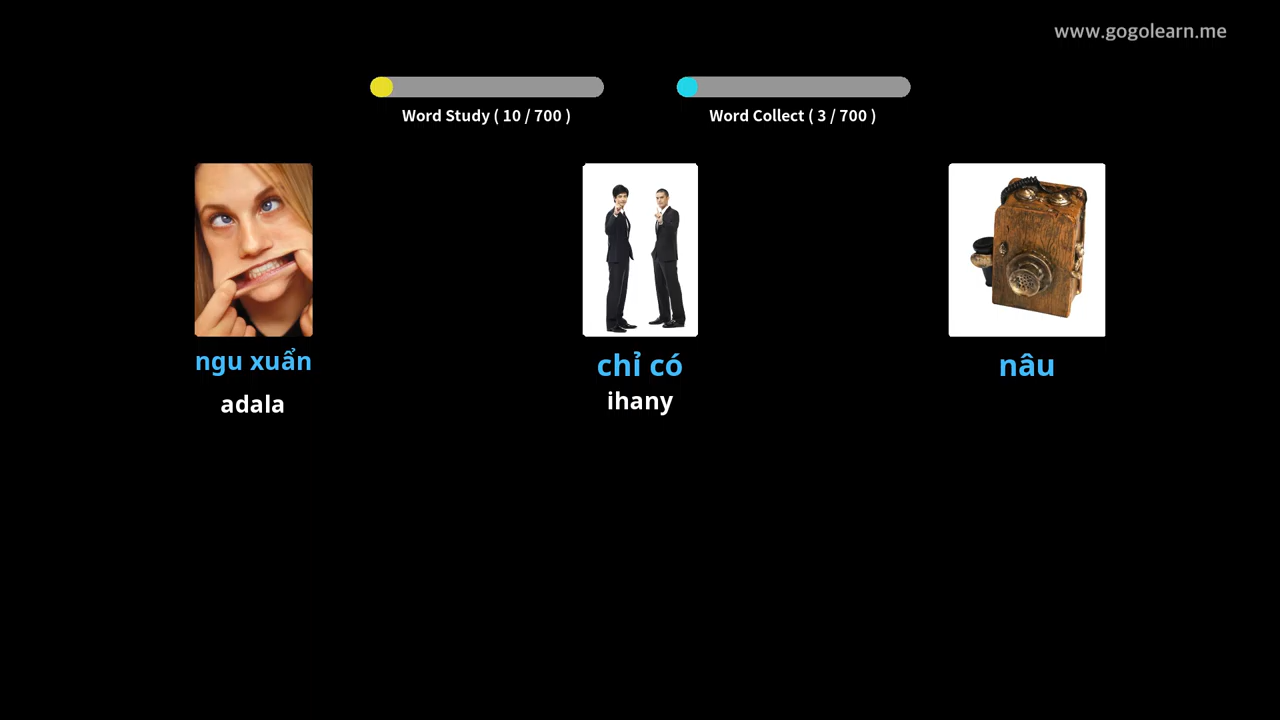 www.gogolearn.me
Word Study ( 10 / 700 )
Word Collect ( 3 / 700 )
ngu xuẩn
chỉ có
nâu
adala
ihany